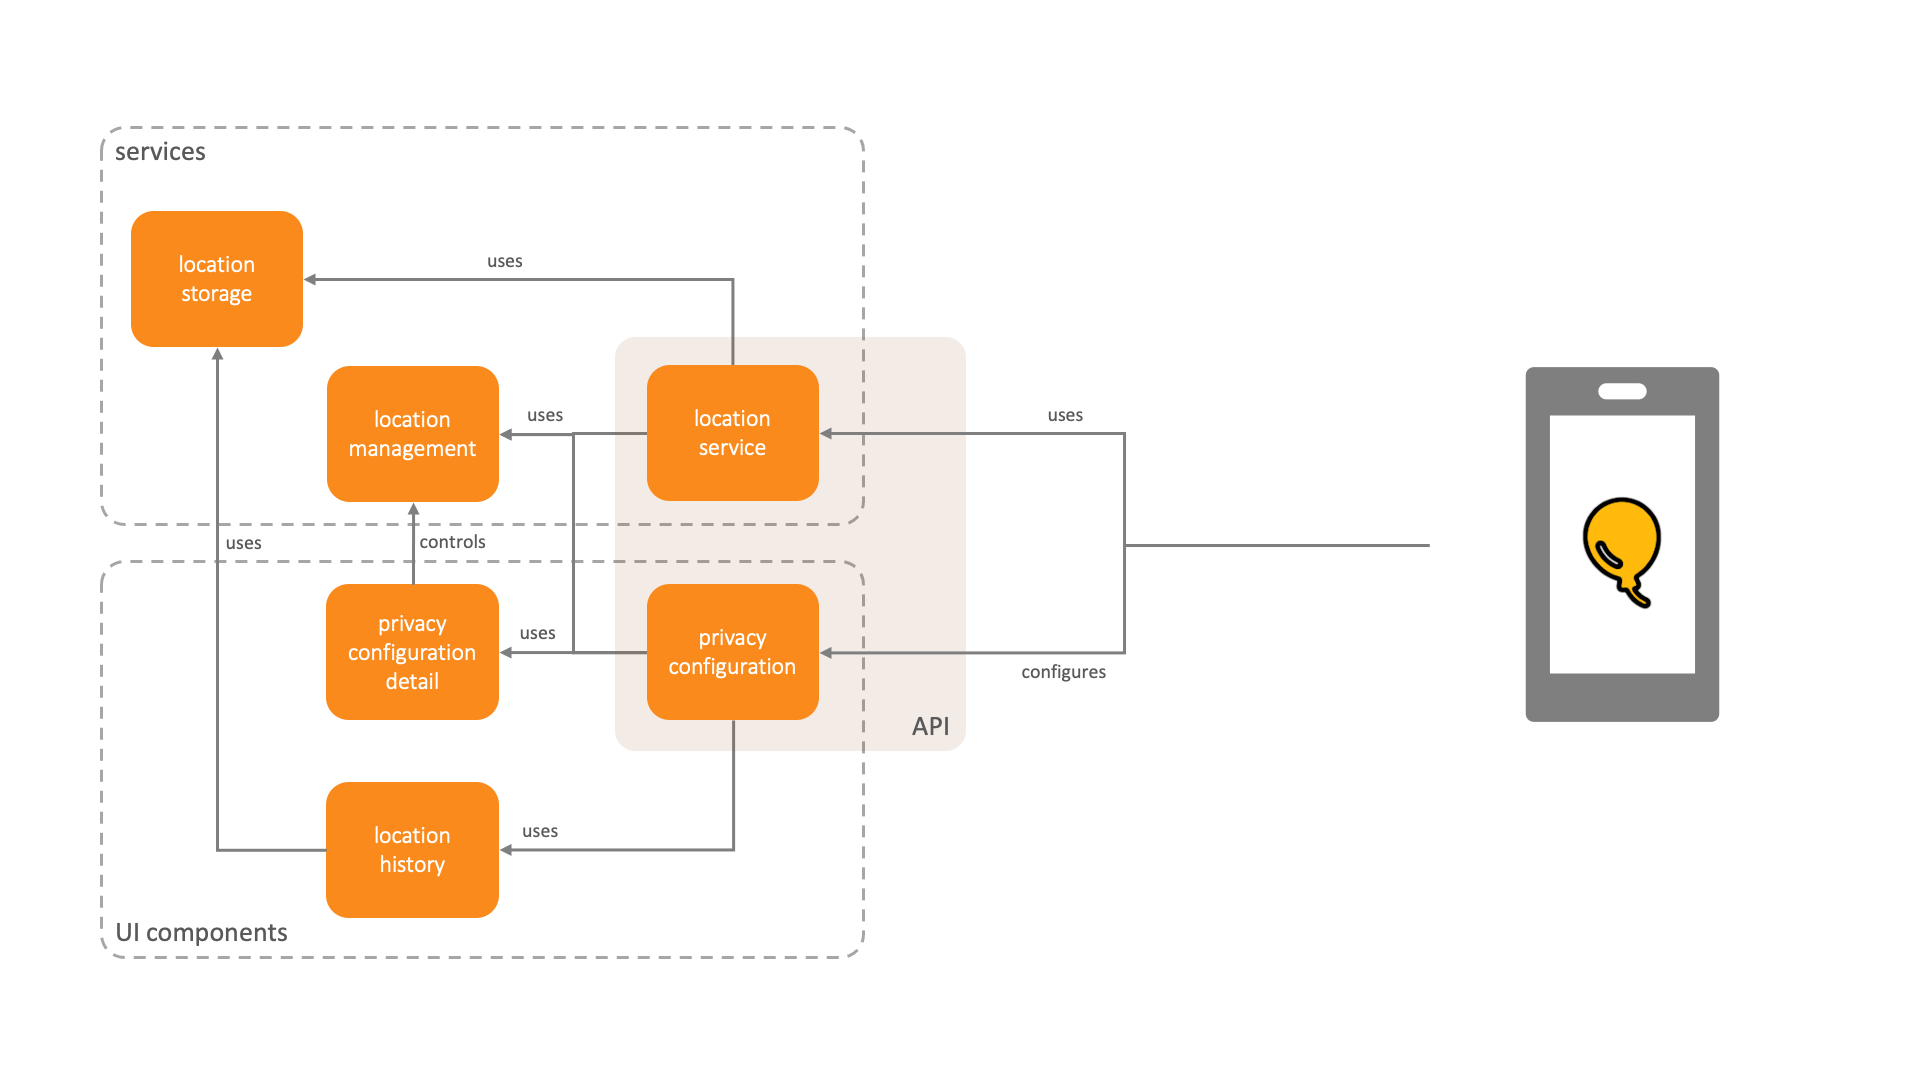 services
location
storage
uses
location
management
uses
location
service
uses
uses
controls
privacy
configuration
detail
uses
privacy
configuration
configures
API
location
history
uses
UI components